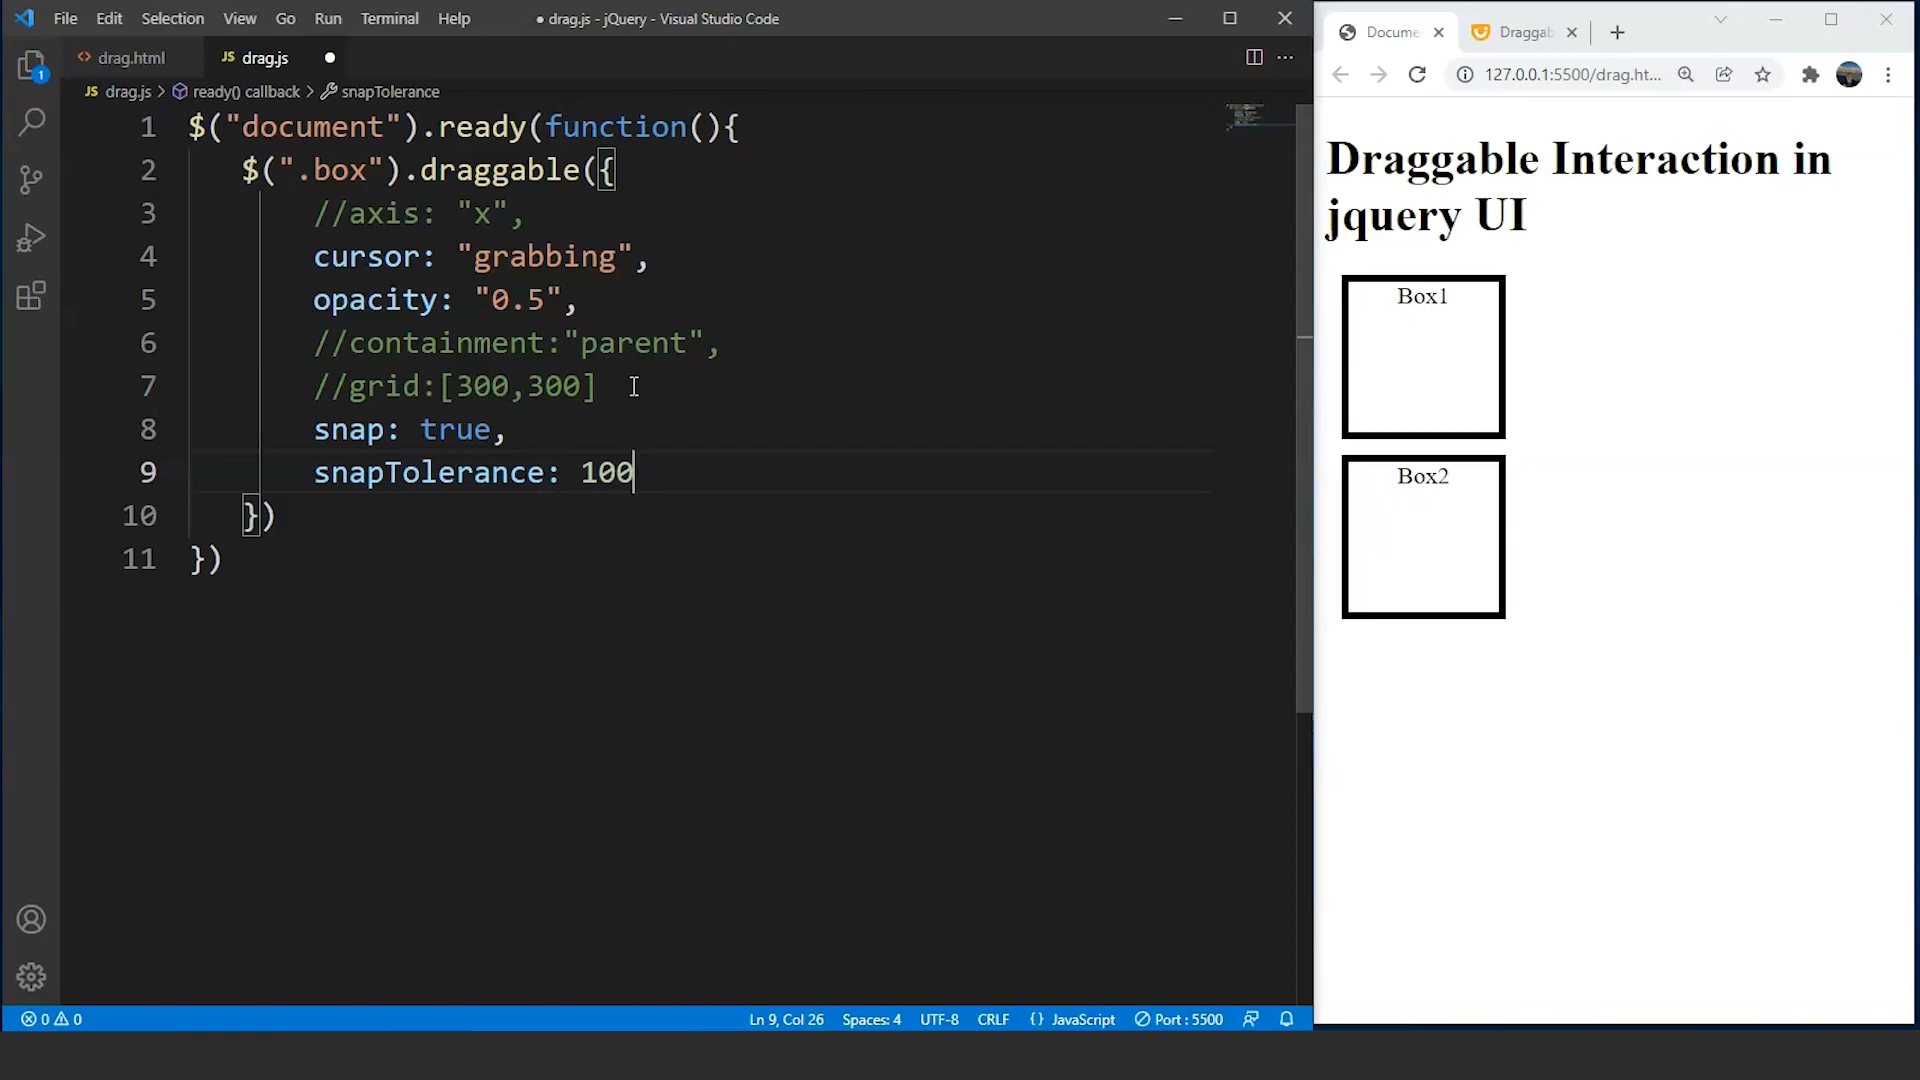 File Edit Selection View Go Run Terminal Help ● drag.js - jQuery - Visual Studio Code
drag.html JS drag.js
JS drag.js > ready() callback > snapTolerance
1 $("document").ready(function(){
2 $(".box").draggable({
3 //axis: "x",
4 cursor: "grabbing",
5 opacity: "0.5",
6 //containment:"parent",
7 //grid:[300,300]
8 snap: true,
9 snapTolerance: 100
10 })
11 })
1
0 0 Ln 9, Col 26 Spaces: 4 UTF-8 CRLF {} JavaScript Port : 5500
Docume Draggab
127.0.0.1:5500/drag.ht...
Draggable Interaction in
jquery UI
Box1
Box2